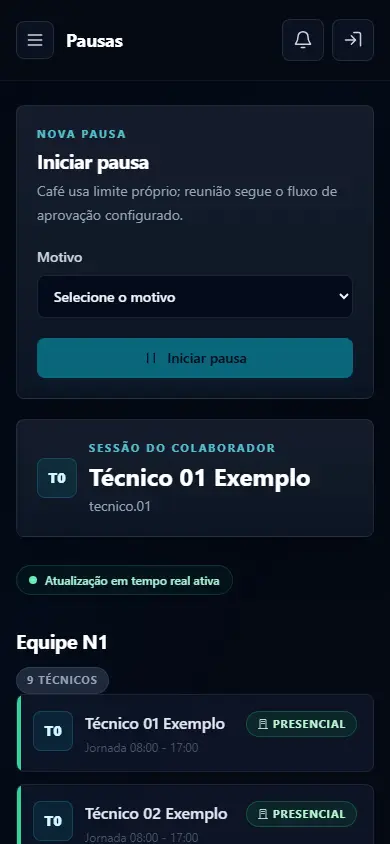 Pausas
NOVA PAUSA
Iniciar pausa
Café usa limite próprio; reunião segue o fluxo de
aprovação configurado.
Motivo
Selecione o motivo
Iniciar pausa
SESSÃO DO COLABORADOR
T0
Técnico 01 Exemplo
tecnico.01
Atualização em tempo real ativa
Equipe N1
9 TÉCNICOS
T0
Técnico 01 Exemplo
PRESENCIAL
Jornada 08:00 - 17:00
T0
Técnico 02 Exemplo
PRESENCIAL
Jornada 08:00 - 17:00